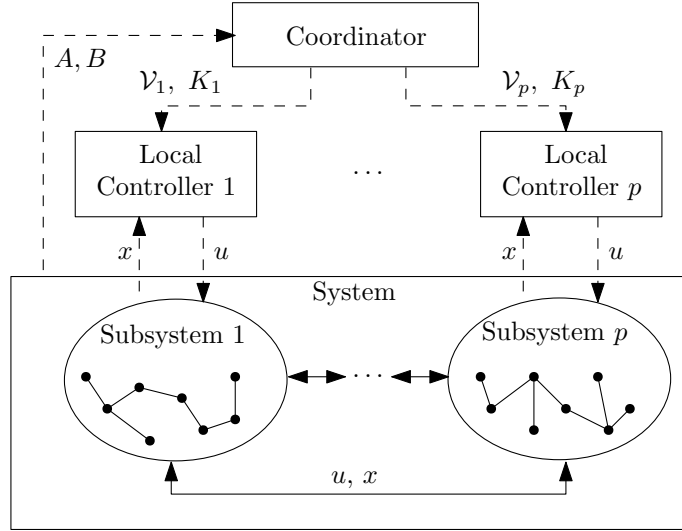 Coordinator
A, B
𝒱₁, K₁
𝒱ₚ, Kₚ
Local
Controller 1
...
Local
Controller p
x
u
x
u
System
Subsystem 1
...
Subsystem p
u, x